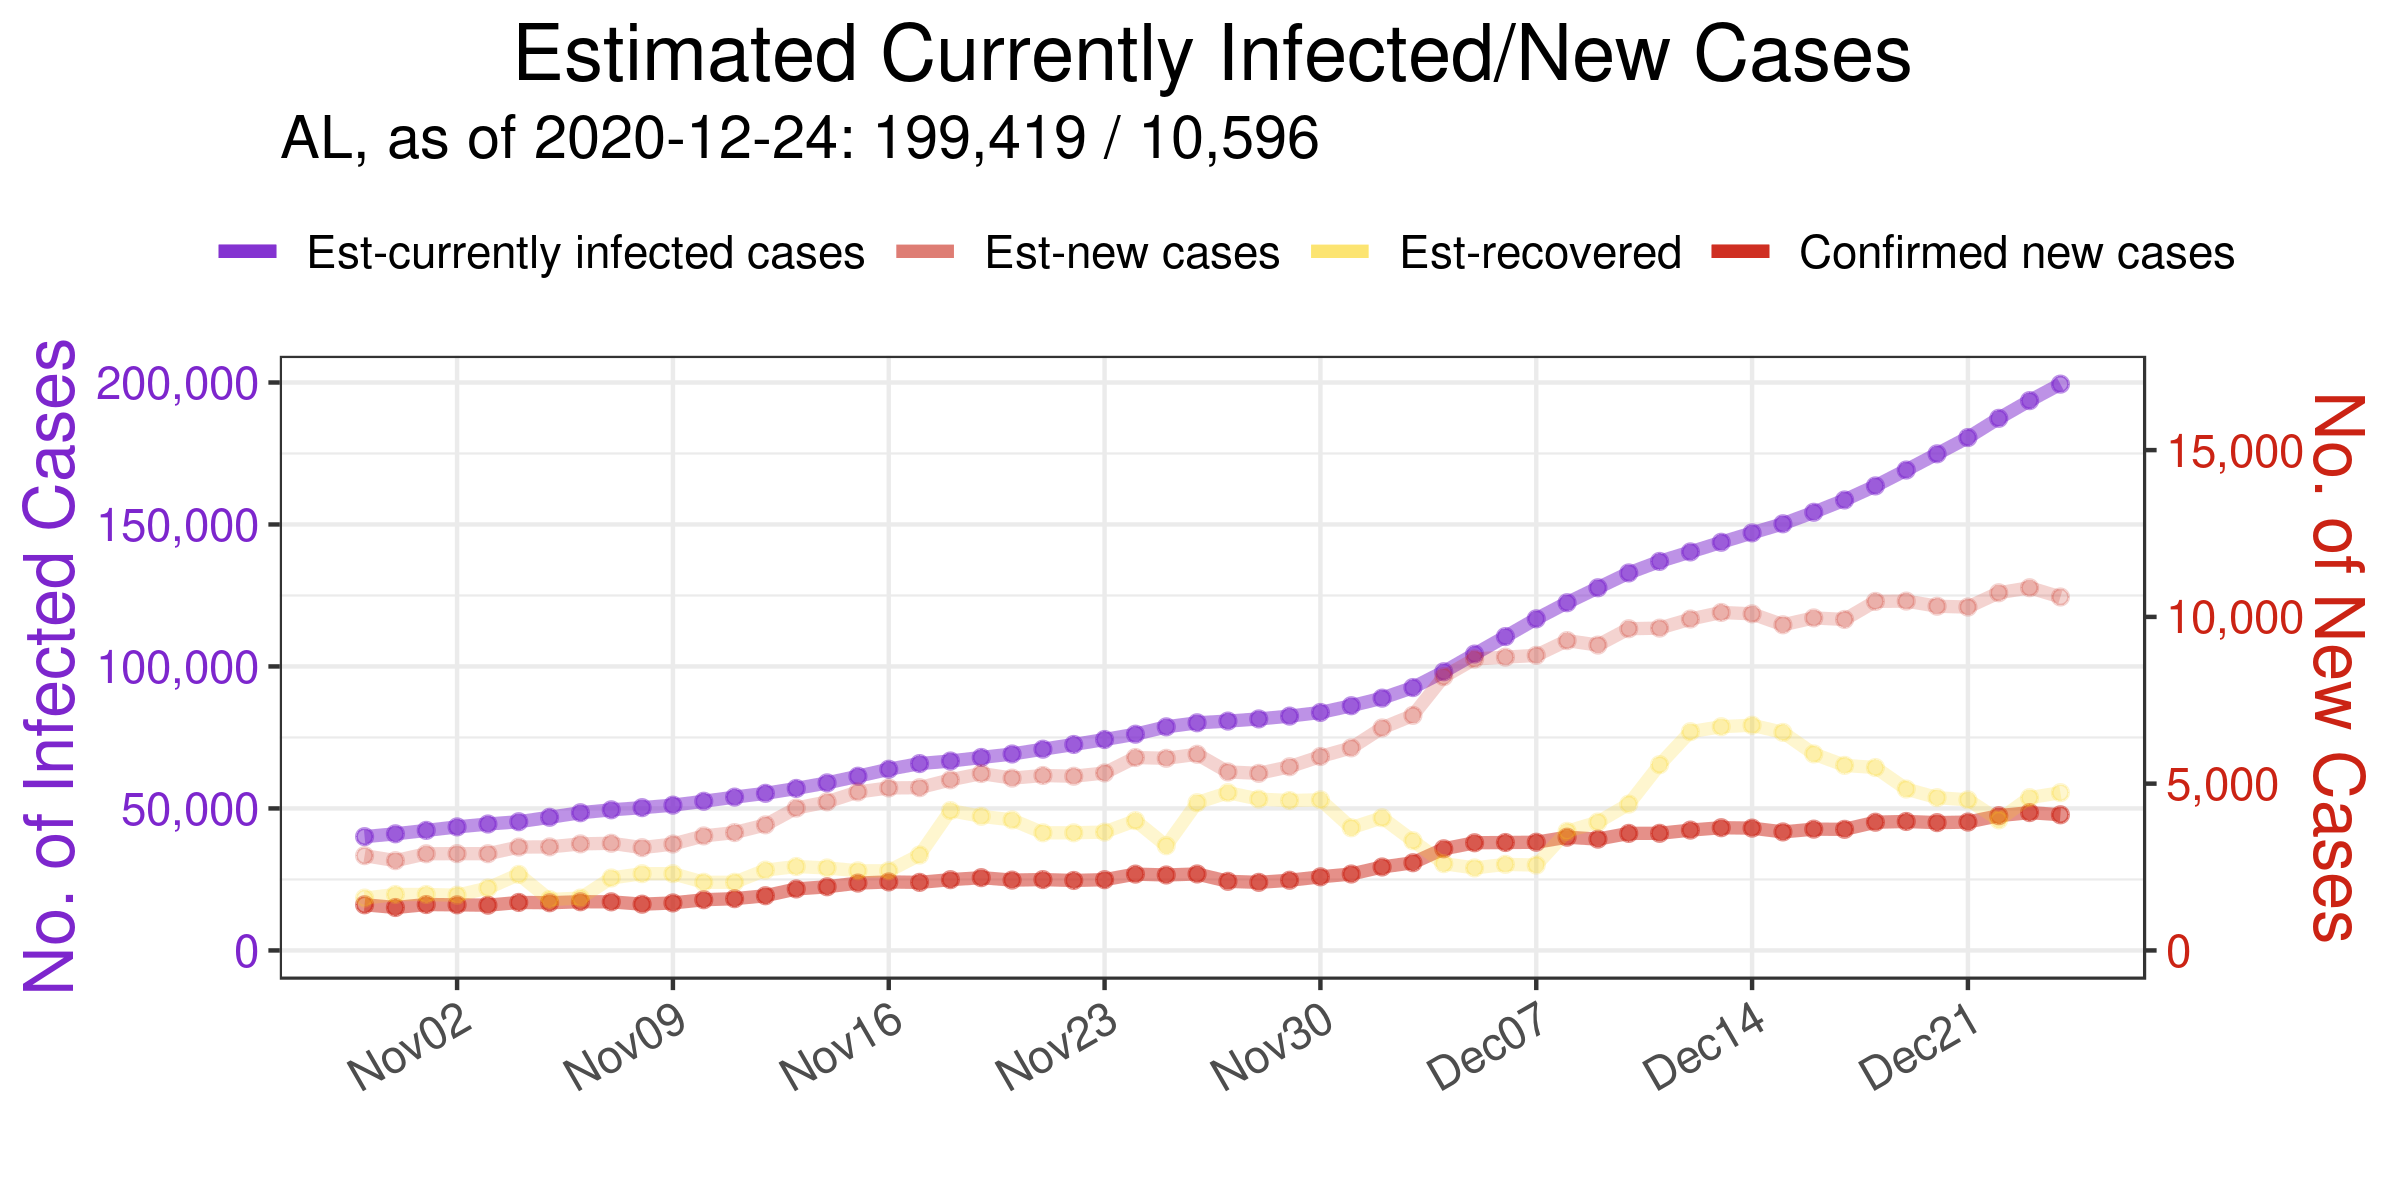 Estimated Currently Infected/New Cases
AL, as of 2020-12-24: 199,419 / 10,596
Est-currently infected cases
Est-new cases
Est-recovered
Confirmed new cases
No. of Infected Cases
200,000
150,000
100,000
50,000
0
15,000
10,000
5,000
0
No. of New Cases
Nov02
Nov09
Nov16
Nov23
Nov30
Dec07
Dec14
Dec21